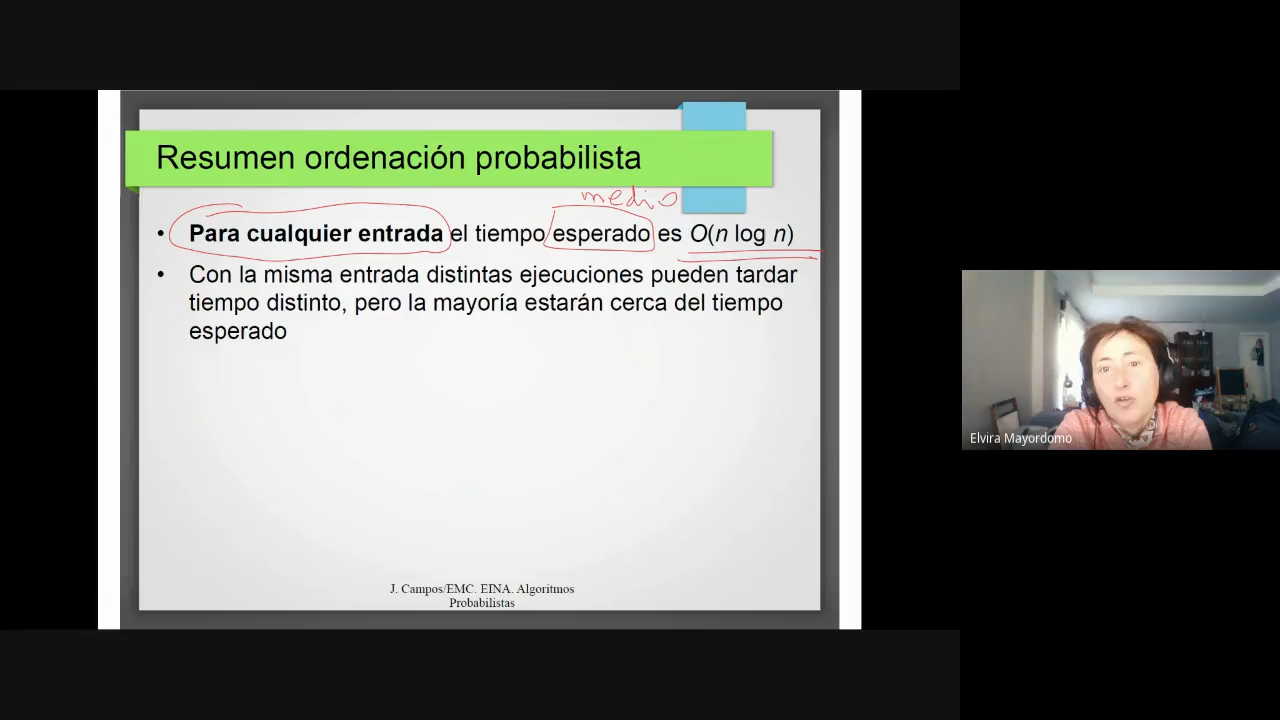 Resumen ordenación probabilista
medio
• Para cualquier entrada el tiempo esperado es O(n log n)
• Con la misma entrada distintas ejecuciones pueden tardar
tiempo distinto, pero la mayoría estarán cerca del tiempo
esperado
J. Campos/EMC. EINA. Algoritmos
Probabilistas
Elvira Mayordomo